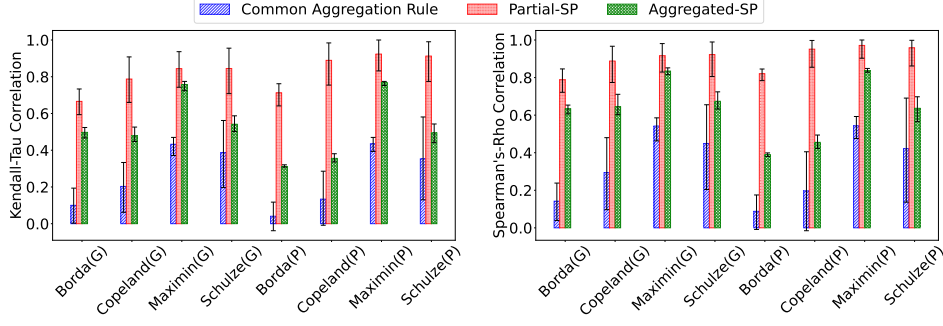 Common Aggregation Rule Partial-SP Aggregated-SP
Kendall-Tau Correlation
1.0
0.8
0.6
0.4
0.2
0.0
Borda(G) Copeland(G) Maximin(G) Schulze(G) Borda(P) Copeland(P) Maximin(P) Schulze(P)
Spearman's-Rho Correlation
1.0
0.8
0.6
0.4
0.2
0.0
Borda(G) Copeland(G) Maximin(G) Schulze(G) Borda(P) Copeland(P) Maximin(P) Schulze(P)